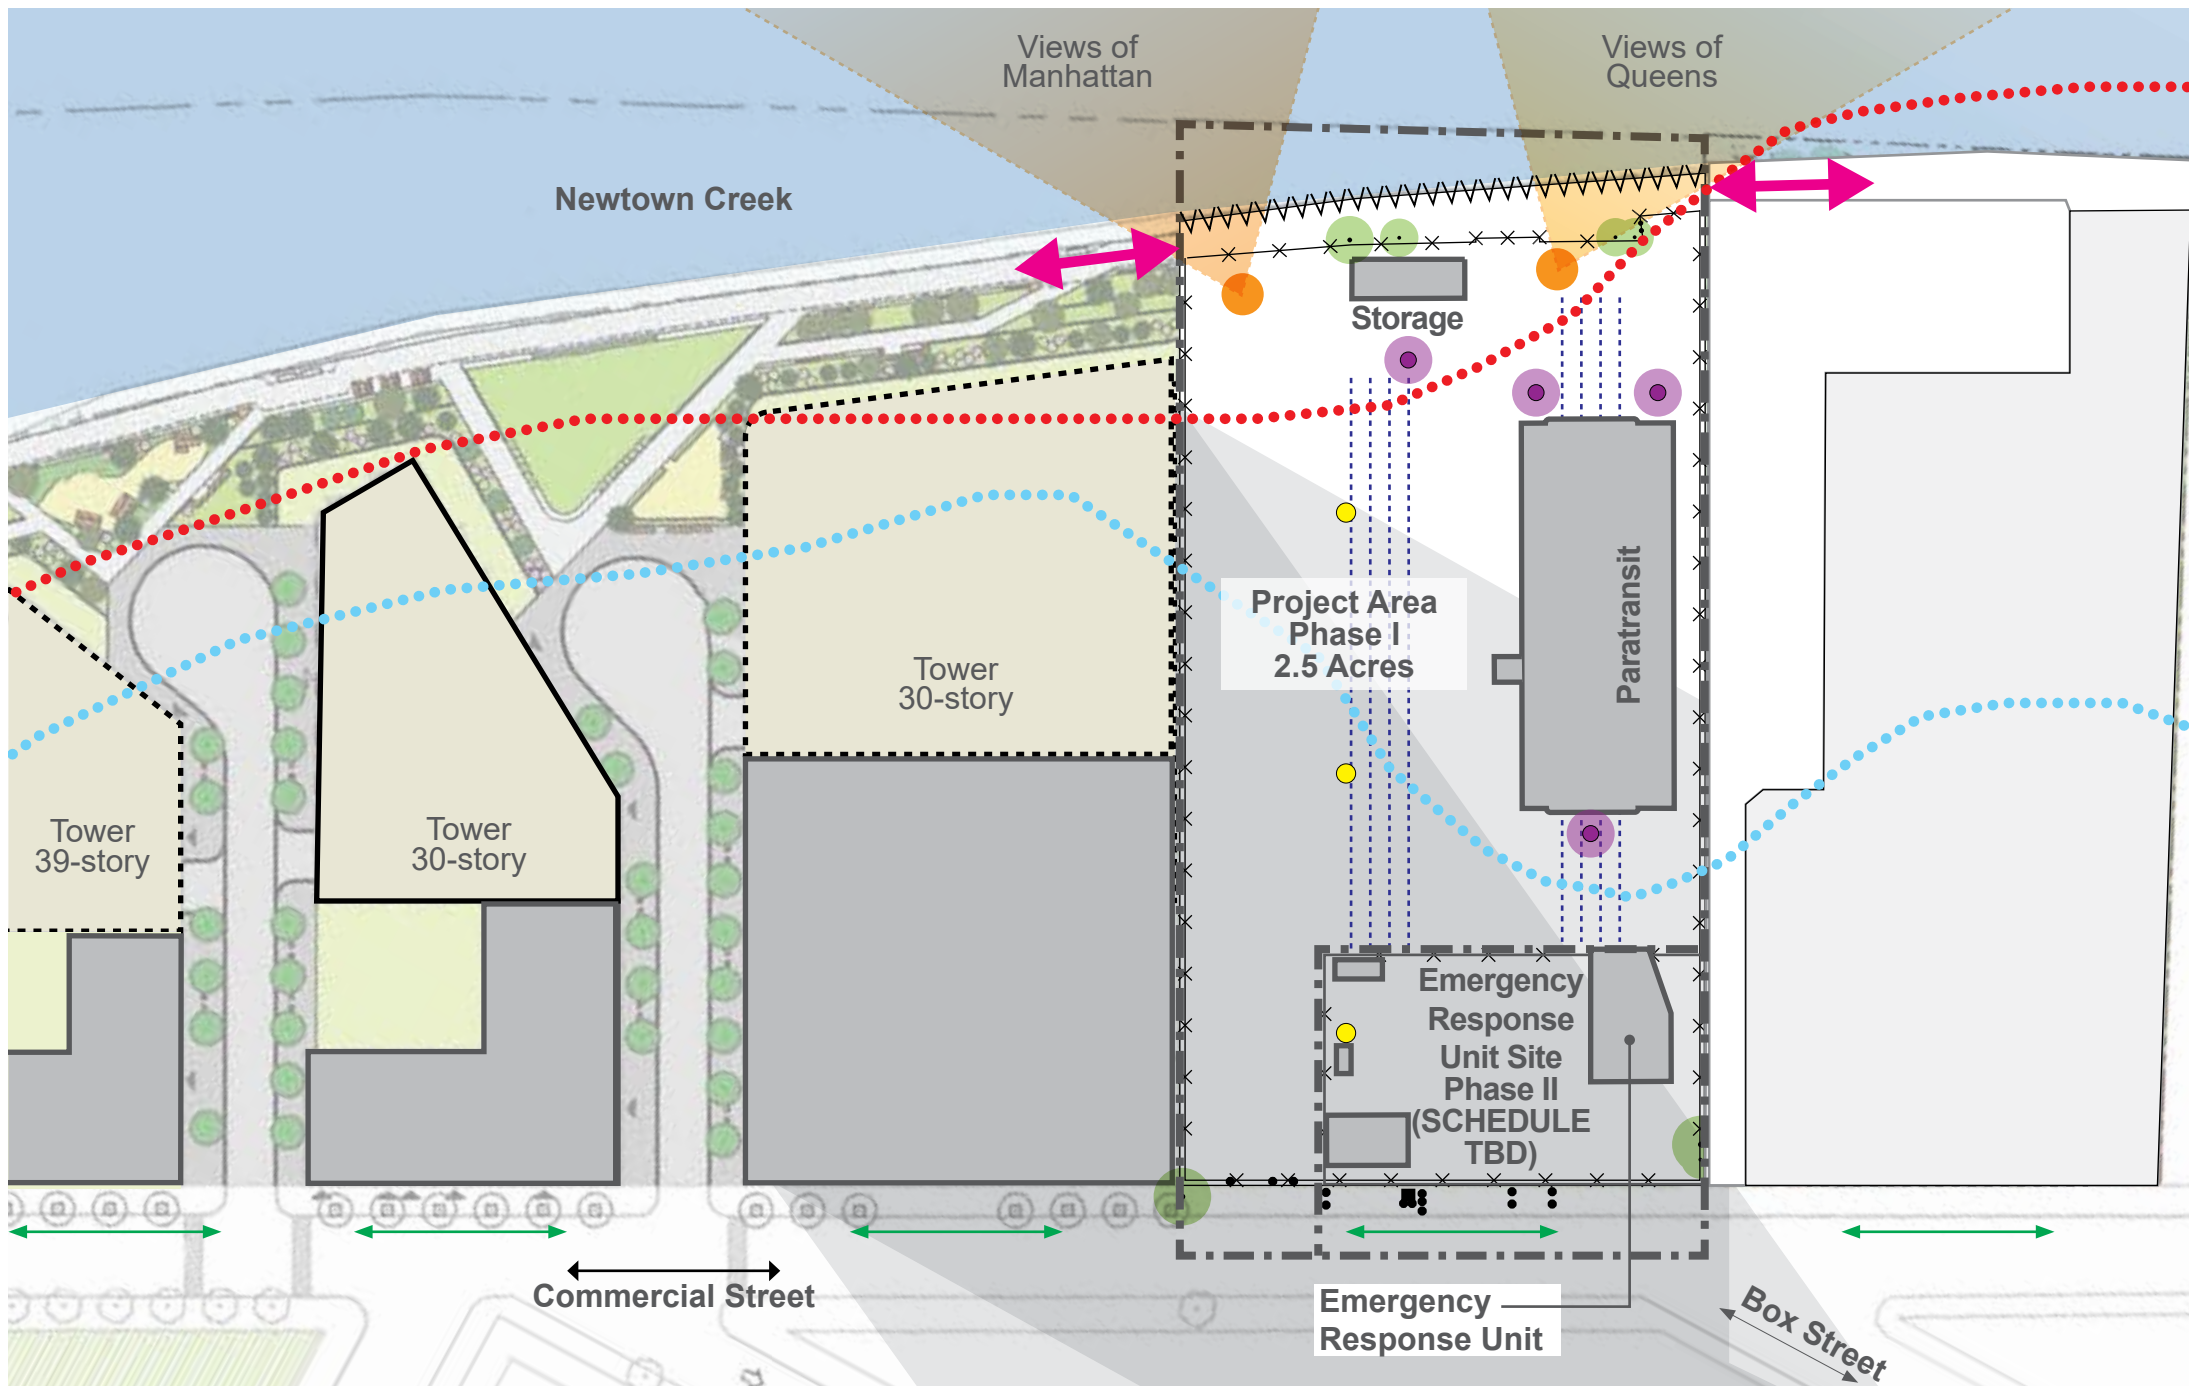 Views of
Manhattan
Views of
Queens
Newtown Creek
Storage
Project Area
Phase I
2.5 Acres
Paratransit
Tower
30-story
Tower
39-story
Tower
30-story
Emergency
Response
Unit Site
Phase II
(SCHEDULE
TBD)
Commercial Street
Emergency
Response Unit
Box Street